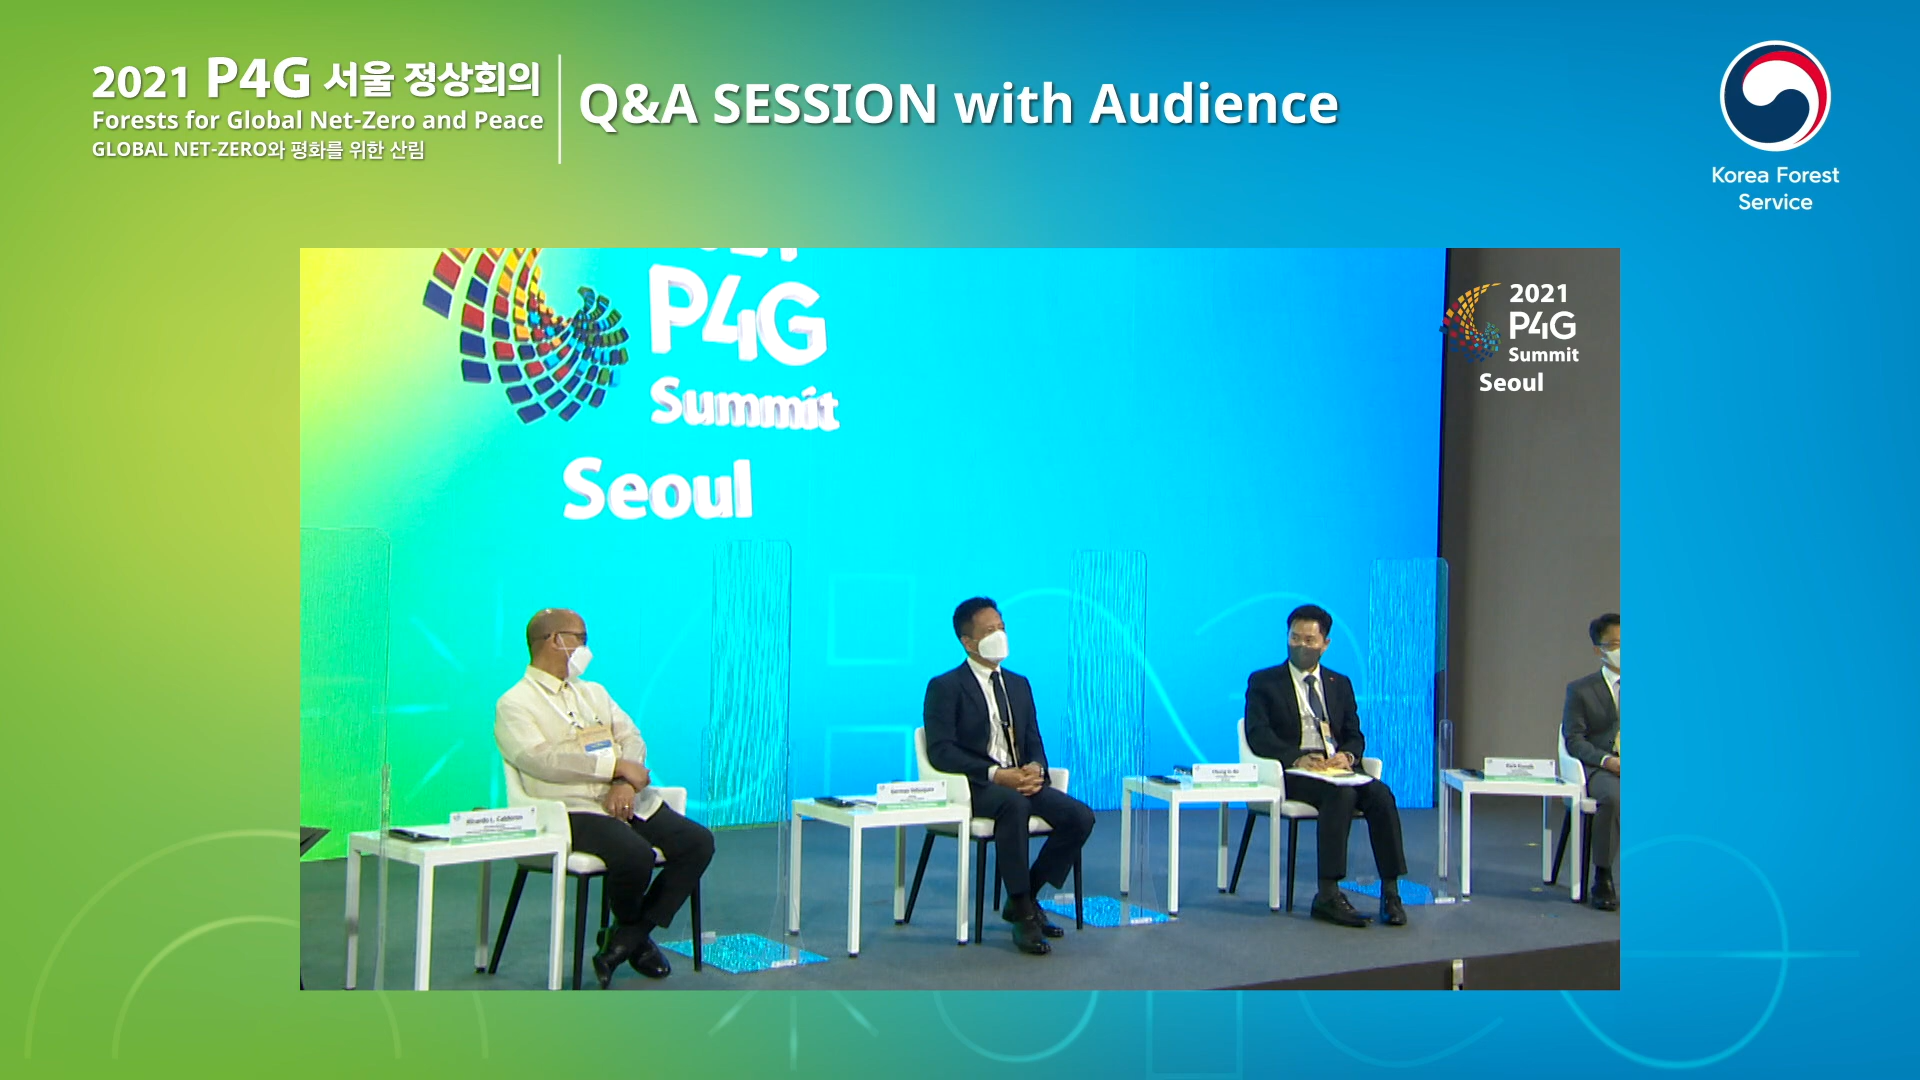 2021 P4G 서울 정상회의
Forests for Global Net-Zero and Peace
GLOBAL NET-ZERO와 평화를 위한 산림
Q&A SESSION with Audience
Korea Forest
Service
P4G
Summit
Seoul
2021
P4G
Summit
Seoul
Ricardo L. Calderon